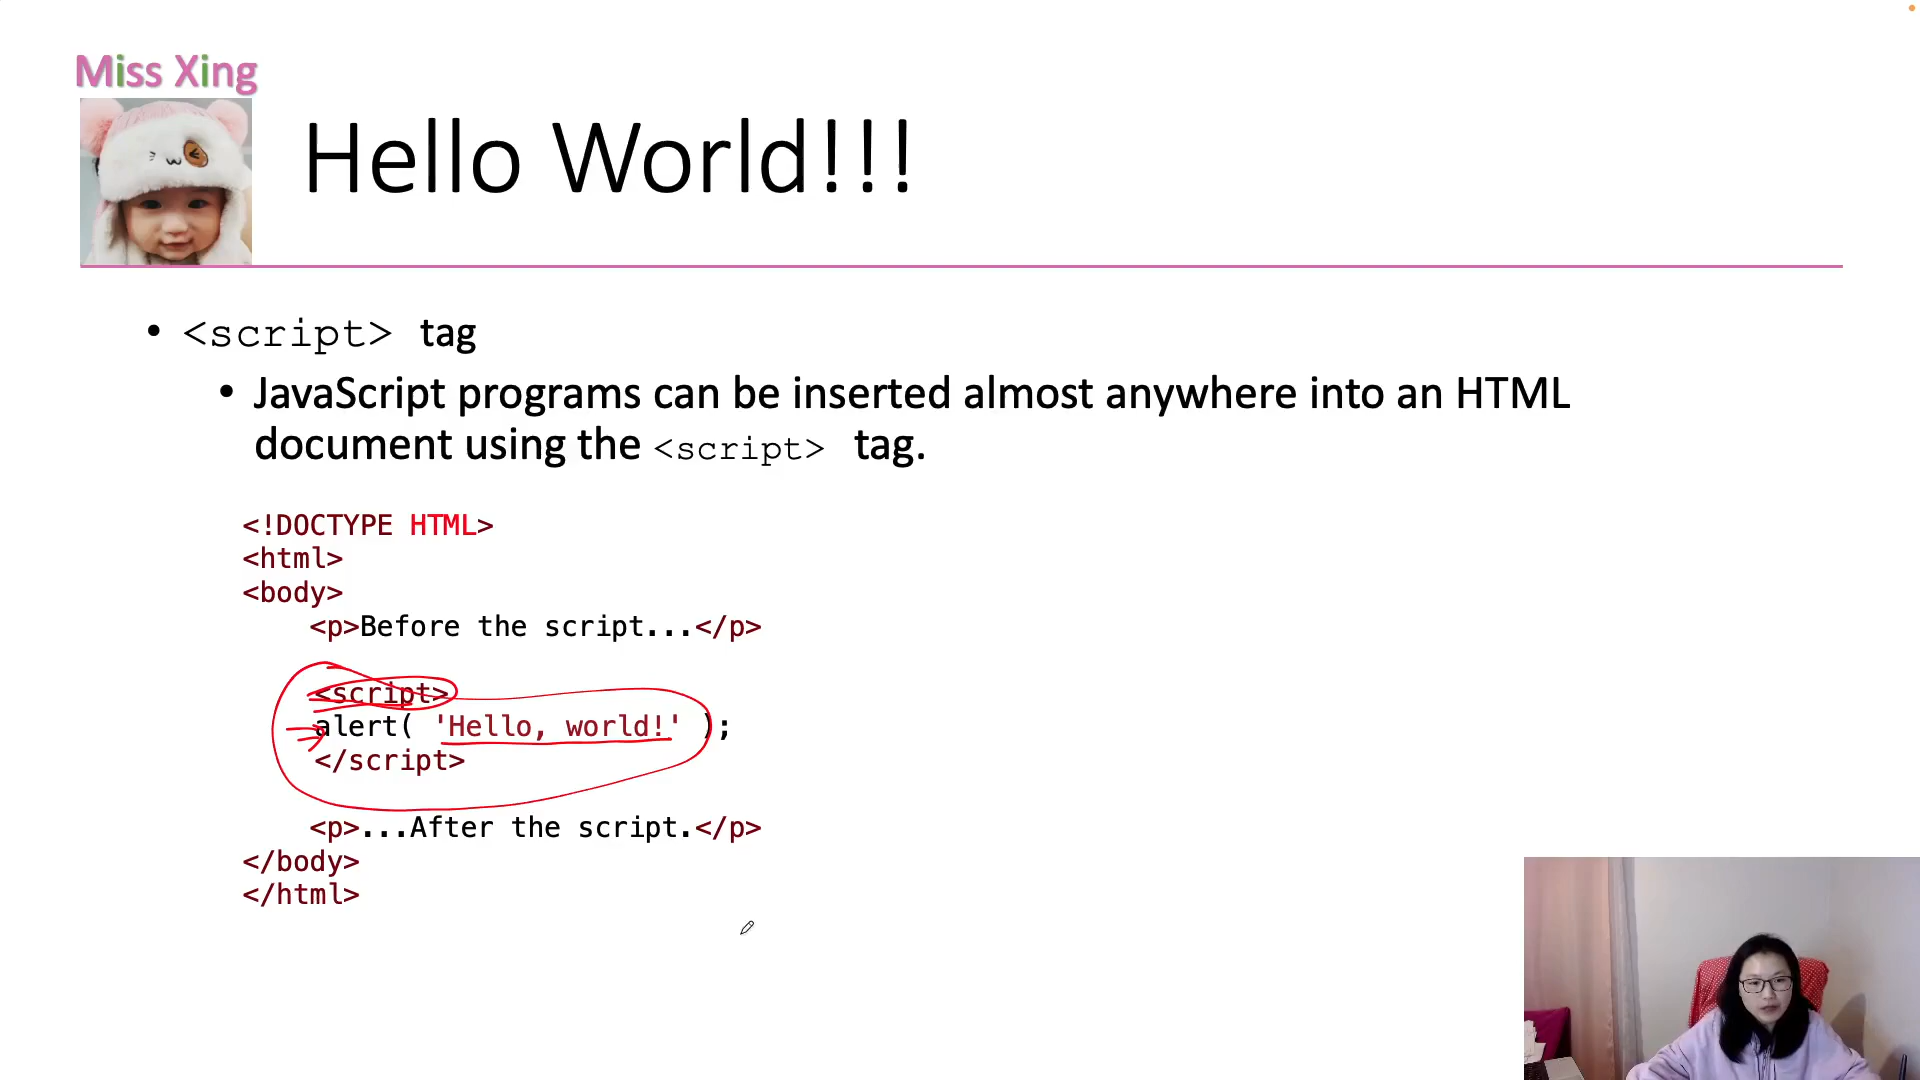 Miss Xing
Hello World!!!
• <script> tag
• JavaScript programs can be inserted almost anywhere into an HTML
document using the <script> tag.
<!DOCTYPE HTML>
<html>
<body>
<p>Before the script...</p>
<script>
alert( 'Hello, world!' );
</script>
<p>...After the script.</p>
</body>
</html>